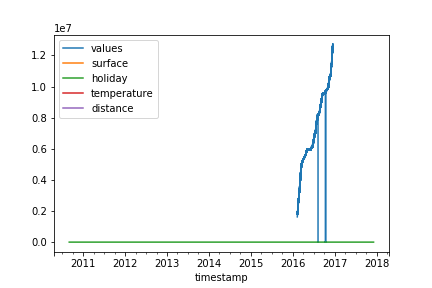 1e7
values
surface
holiday
temperature
distance
1.2
1.0
0.8
0.6
0.4
0.2
0.0
2011 2012 2013 2014 2015 2016 2017 2018
timestamp